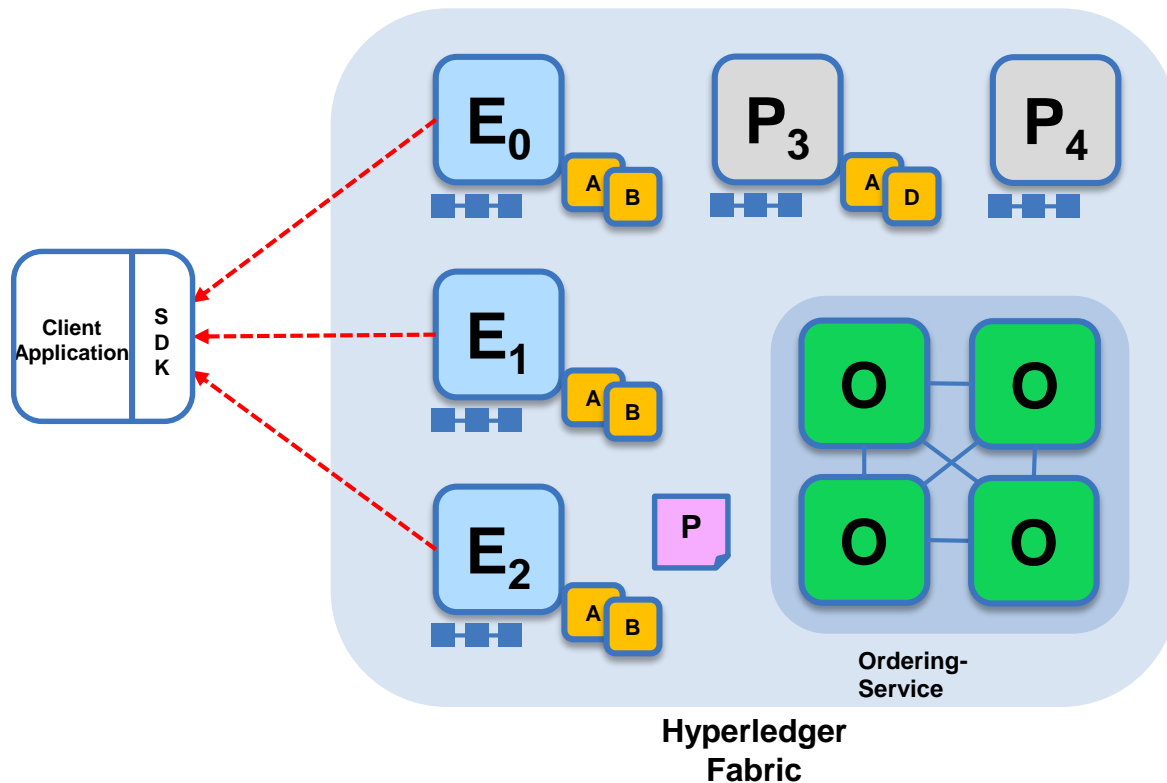 E0
P3
P4
A
B
A
D
Client
Application
S
D
K
E1
A
B
O
O
E2
A
B
P
O
O
Ordering-
Service
Hyperledger
Fabric